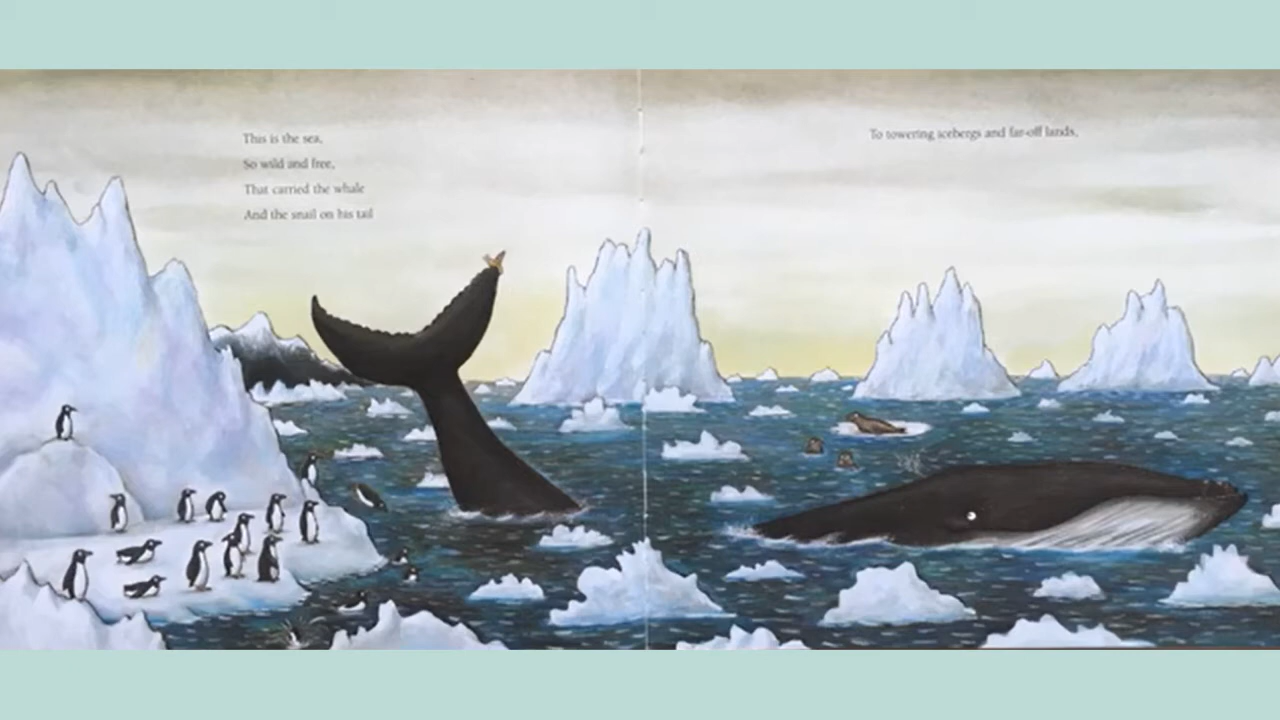 This is the sea,
So wild and free,
That carried the whale
And the snail on his tail
To towering icebergs and far-off lands,